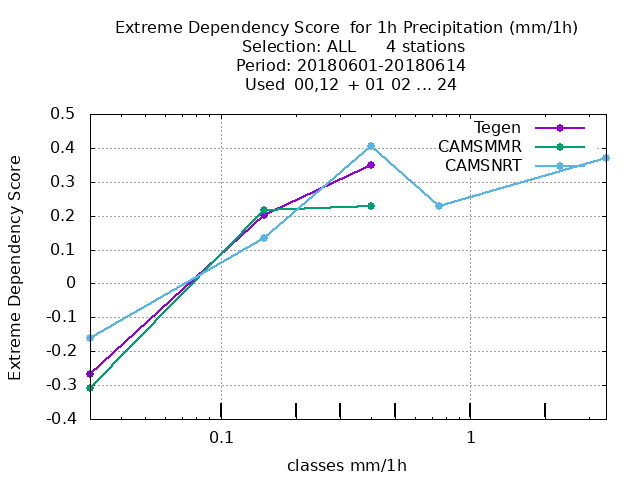 Extreme Dependency Score  for 1h Precipitation (mm/1h)
Selection: ALL      4 stations
Period: 20180601-20180614
Used  00,12  + 01 02 ... 24
Tegen
CAMSMMR
CAMSNRT
0.5
0.4
0.3
0.2
0.1
0
-0.1
-0.2
-0.3
-0.4
Extreme Dependency Score
0.1 1
classes mm/1h